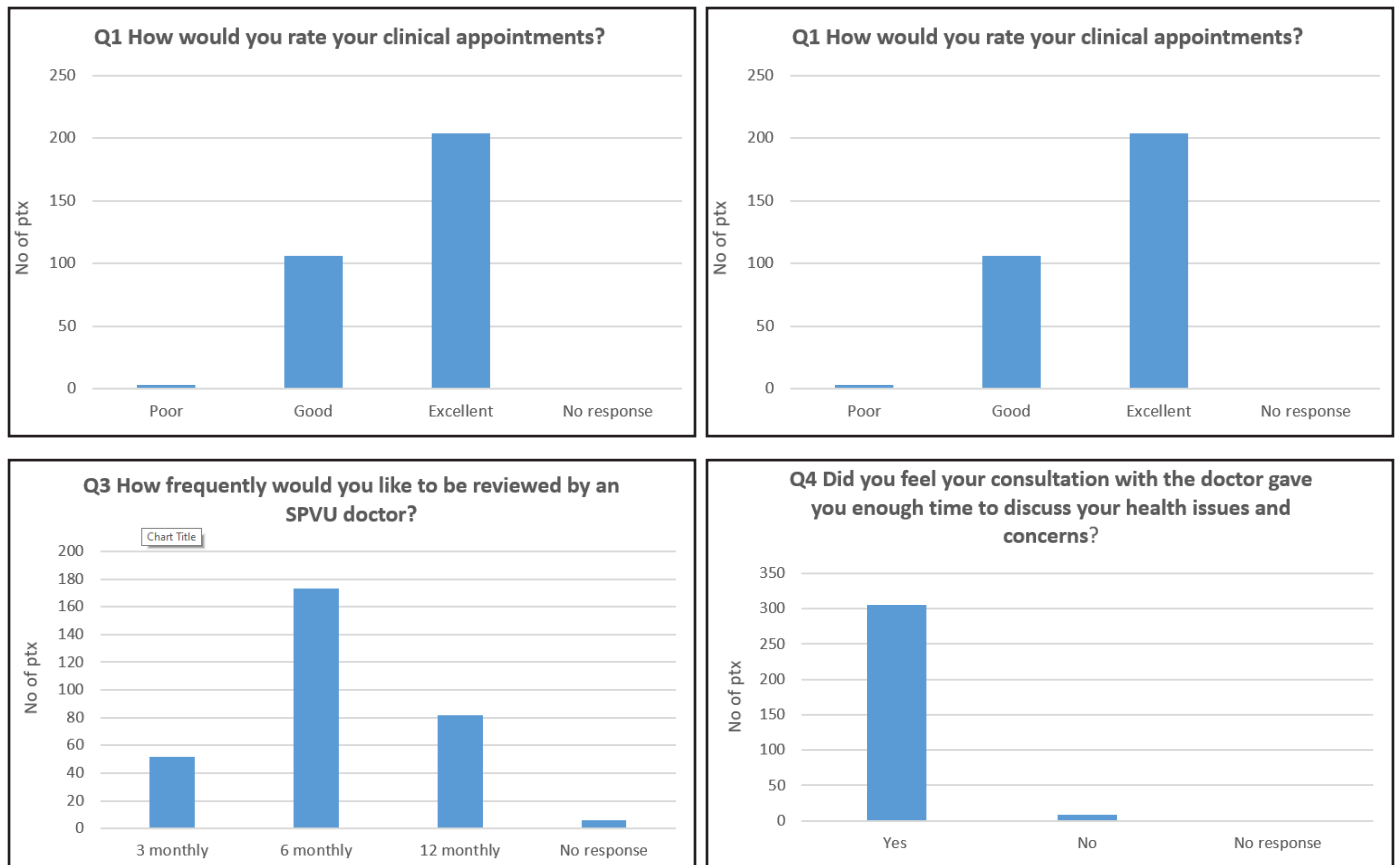 Q1 How would you rate your clinical appointments?
250
200
150
100
50
0
No of ptx
Poor Good Excellent No response
Q1 How would you rate your clinical appointments?
250
200
150
100
50
0
No of ptx
Poor Good Excellent No response
Q3 How frequently would you like to be reviewed by an
SPVU doctor?
Chart Title
200
180
160
140
120
100
80
60
40
20
0
No of ptx
3 monthly 6 monthly 12 monthly No response
Q4 Did you feel your consultation with the doctor gave
you enough time to discuss your health issues and
concerns?
350
300
250
200
150
100
50
0
No of ptx
Yes No No response